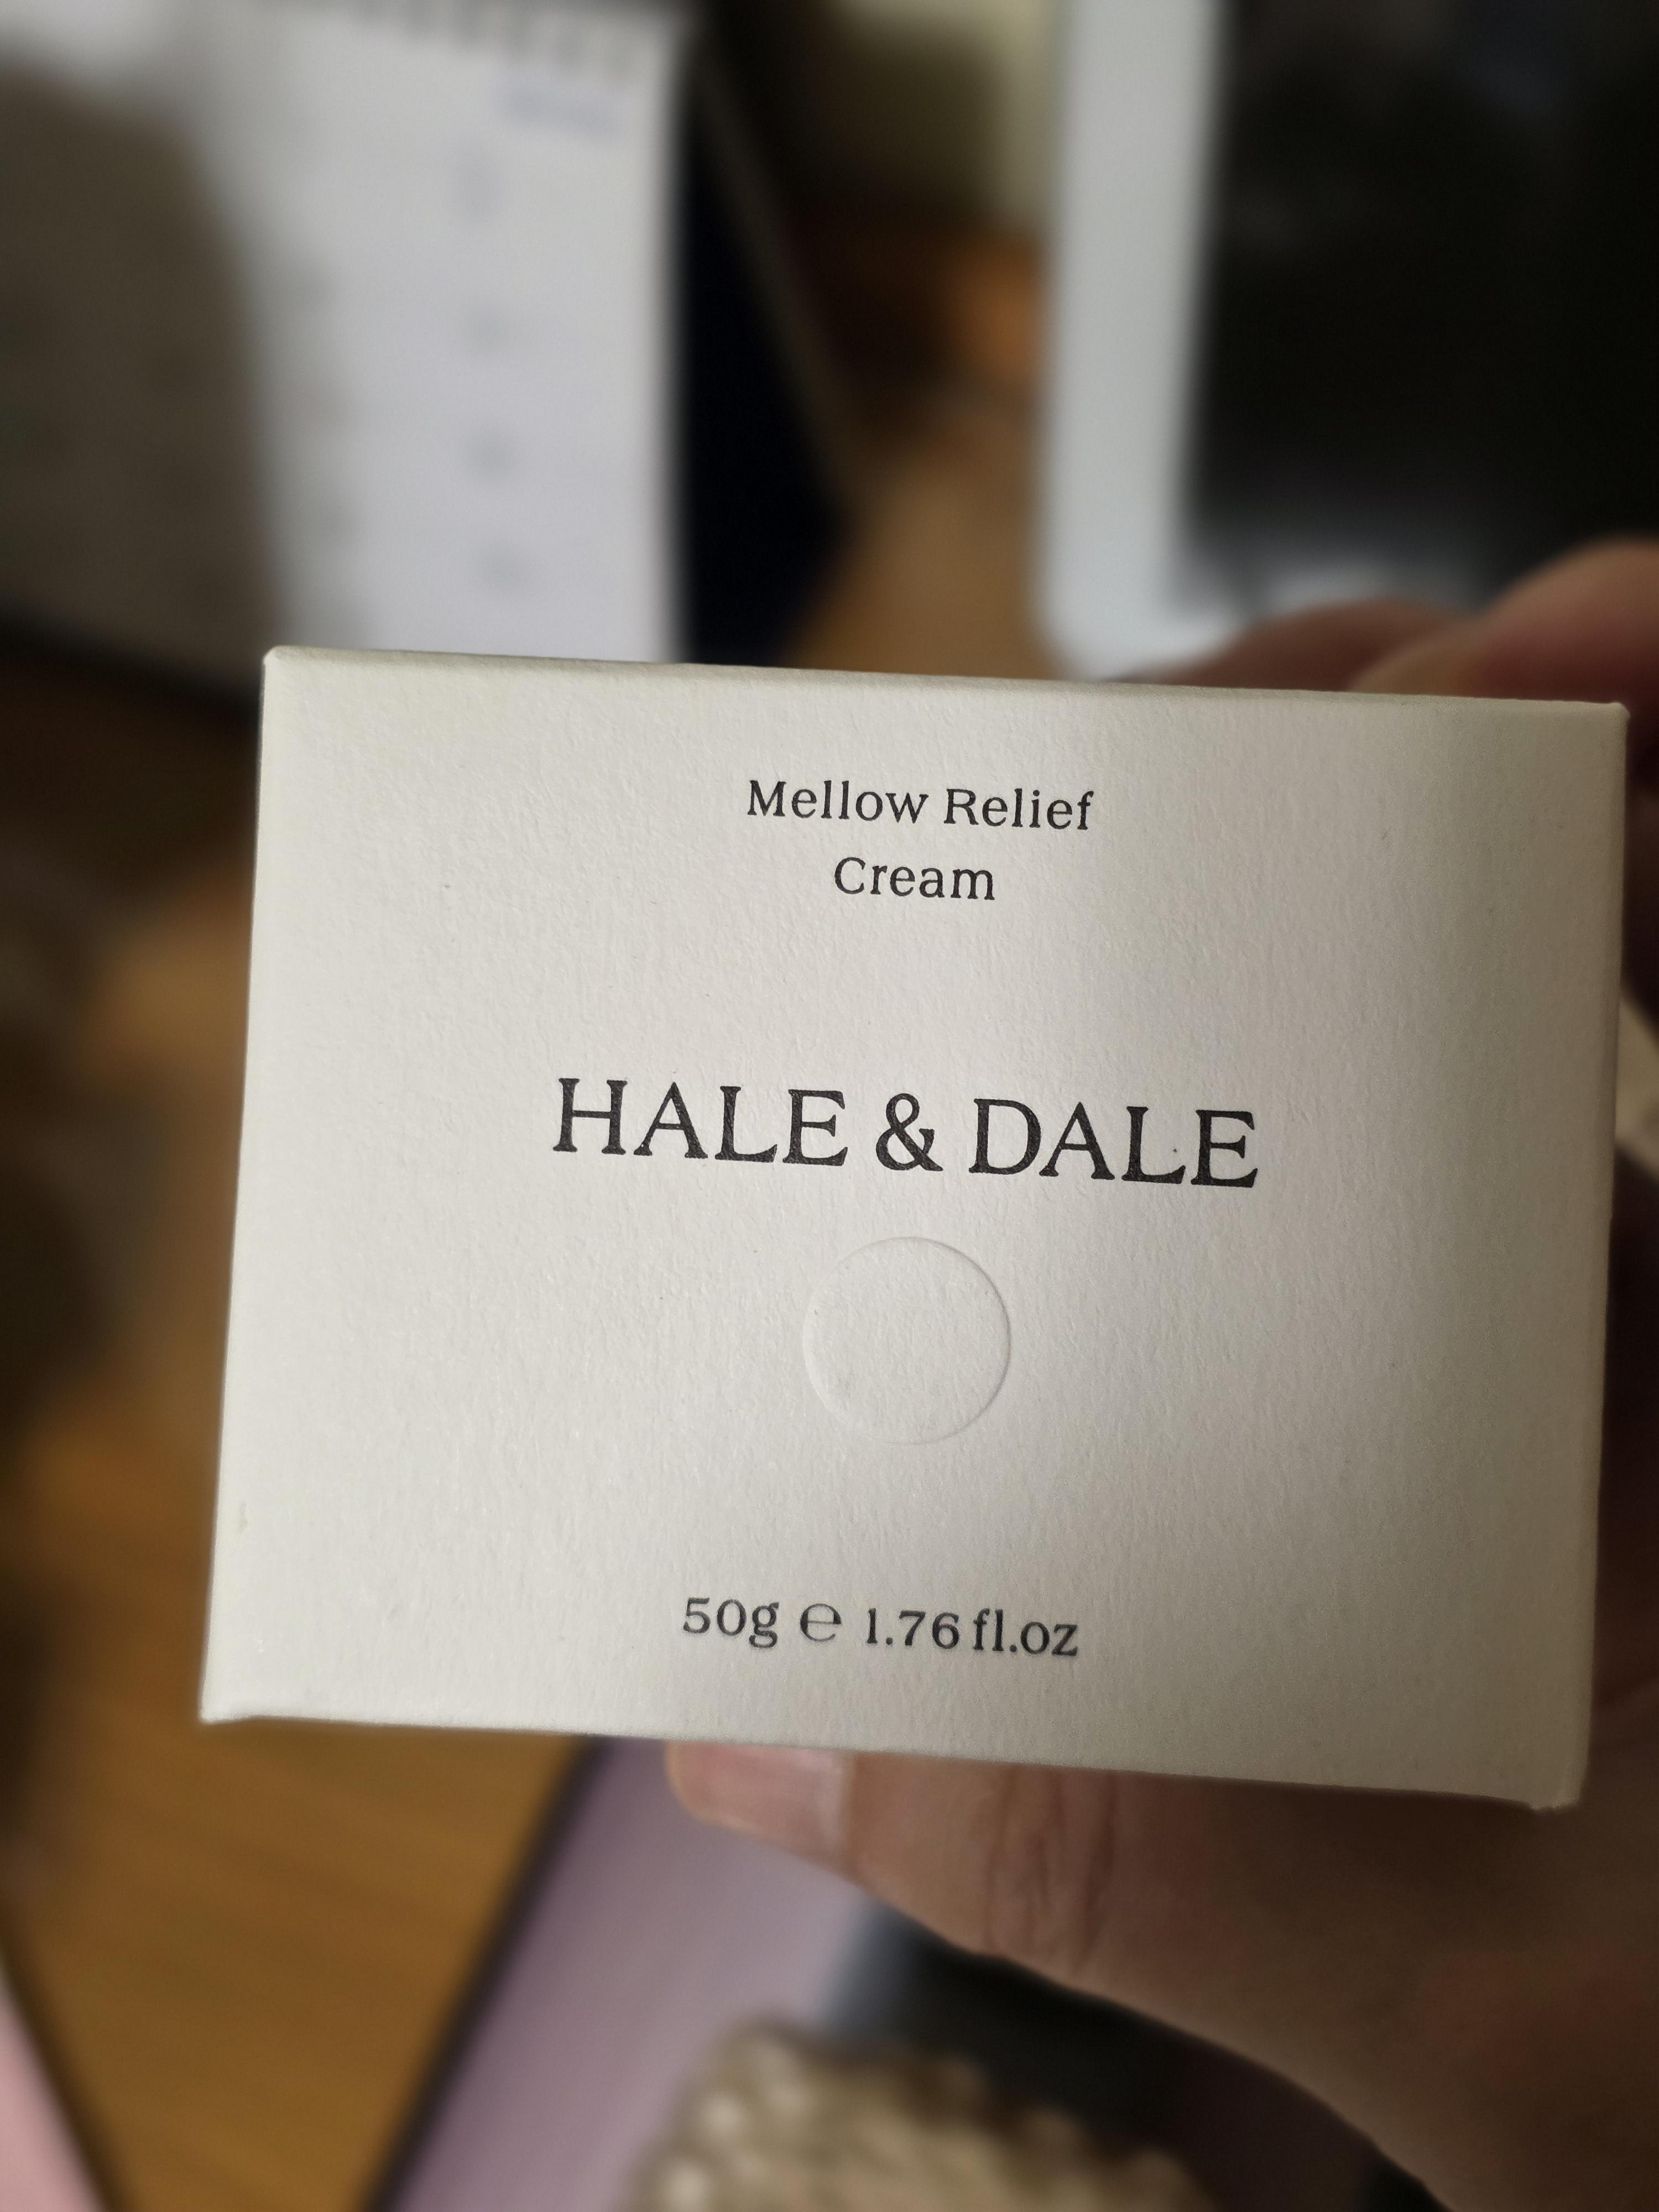 Mellow Relief
Cream
HALE & DALE
50g ℮ 1.76 fl.oz